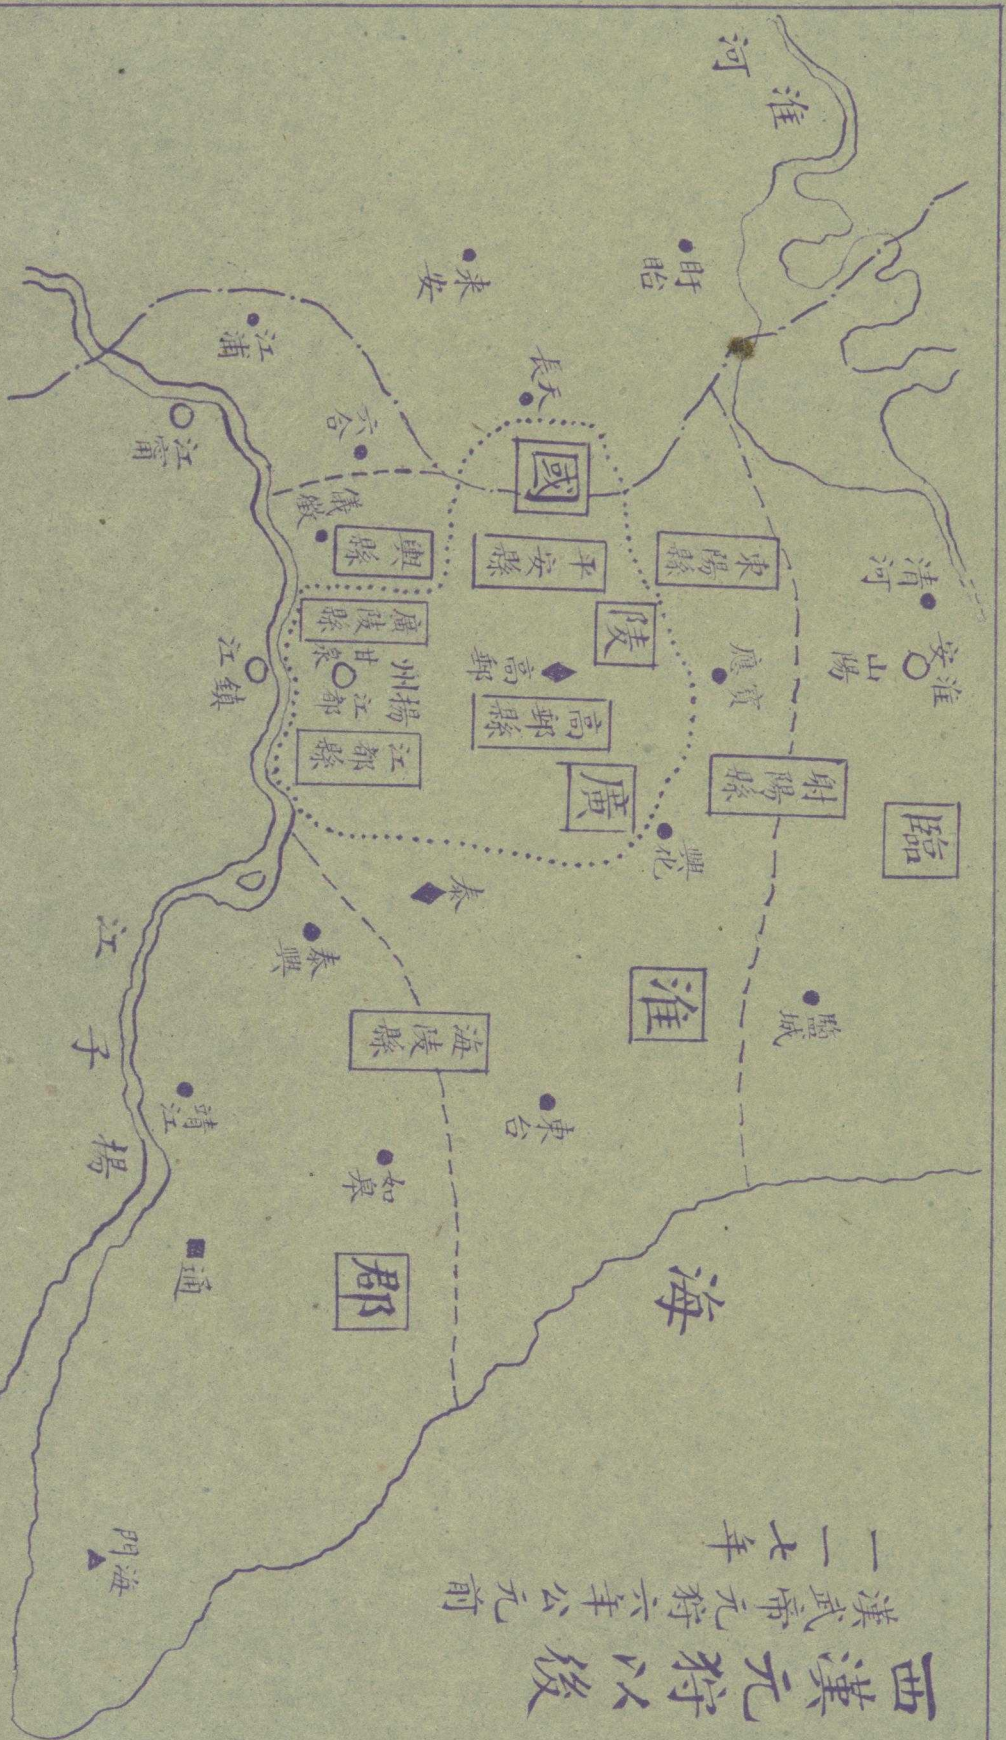 西漢元狩以後
漢武帝元狩六年公元前
一一七年
海
淮河
揚子江
臨
淮
郡
廣
陵
國
東陽縣
射陽縣
平安縣
高郵縣
輿縣
廣陵縣
江都縣
海陵縣
清河
淮安
山陽
鹽城
寶應
興化
東台
盱眙
天長
來安
高郵
泰
泰興
如皋
靖江
通
海門
揚州
江都
甘泉
儀徵
六合
江浦
江甯
鎮江